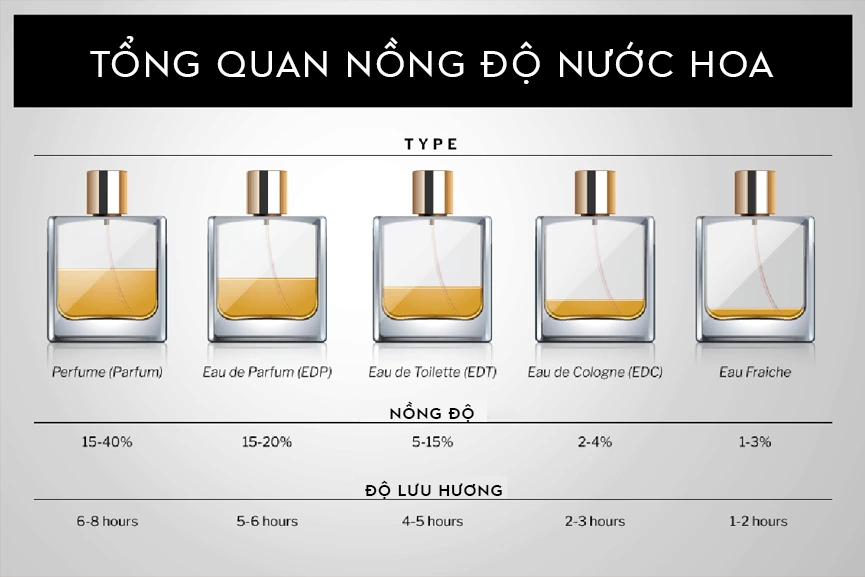 TỔNG QUAN NỒNG ĐỘ NƯỚC HOA
TYPE
Perfume (Parfum) Eau de Parfum (EDP) Eau de Toilette (EDT) Eau de Cologne (EDC) Eau Fraiche
NỒNG ĐỘ
15-40% 15-20% 5-15% 2-4% 1-3%
ĐỘ LƯU HƯƠNG
6-8 hours 5-6 hours 4-5 hours 2-3 hours 1-2 hours